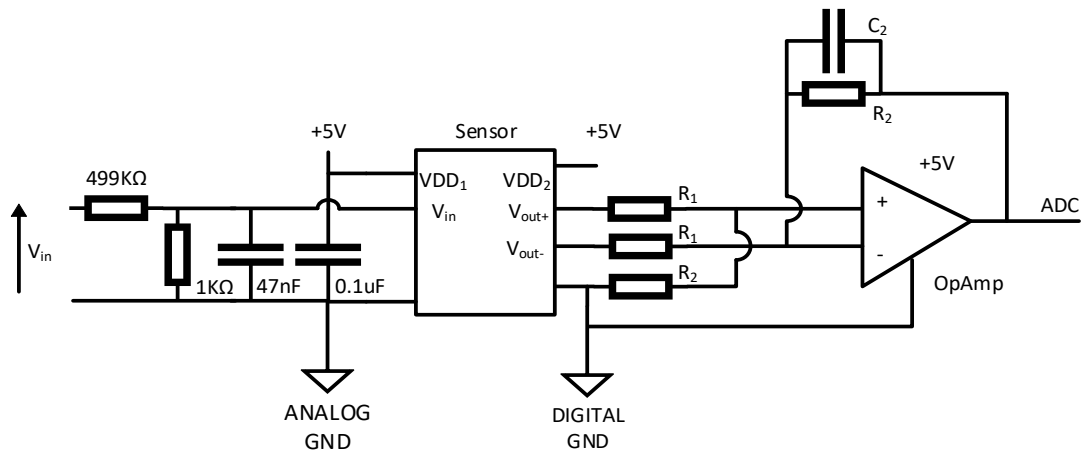 C₂
R₂
+5V
Sensor
+5V
+5V
499KΩ
VDD₁
VDD₂
R₁
Vin
Vout+
+
ADC
Vin
Vout-
R₁
-
1KΩ
47nF
0.1uF
R₂
OpAmp
ANALOG
GND
DIGITAL
GND